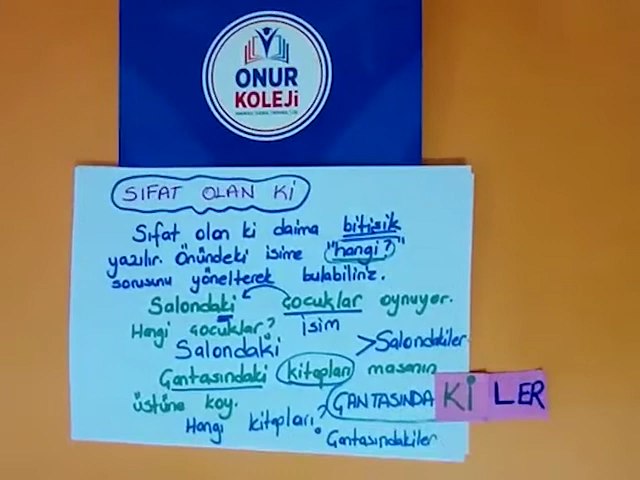 ONUR
KOLEJİ
SIFAT OLAN Kİ
Sıfat olan ki daima bitişik
yazılır. Önündeki isime "hangi?"
sorusunu yönelterek bulabiliriz.
Salondaki çocuklar oynuyor.
Hangi çocuklar? isim
Salondaki >Salondakiler
Çantasındaki kitapları masanın
üstüne koy. ÇANTASINDA Kİ LER
Hangi kitapları?
Çantasındakiler